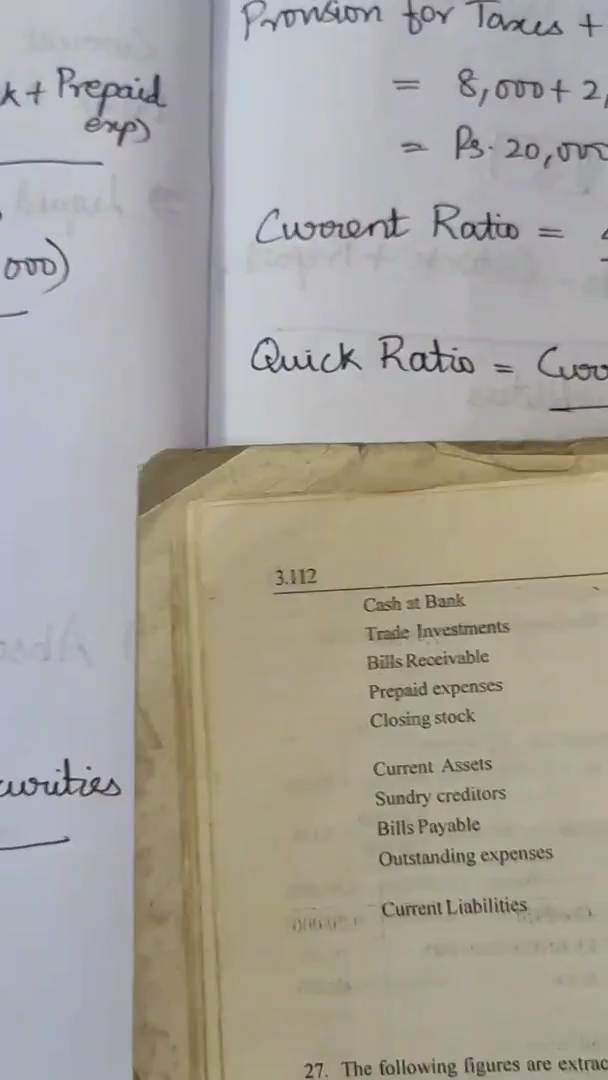 k + Prepaid
exp)
000)
curities
Provision for Taxes +
= 8,000 + 2,
= Rs. 20,000
Current Ratio =
Quick Ratio = Curr
3.112
Cash at Bank
Trade Investments
Bills Receivable
Prepaid expenses
Closing stock
Current Assets
Sundry creditors
Bills Payable
Outstanding expenses
Current Liabilities
27. The following figures are extrac